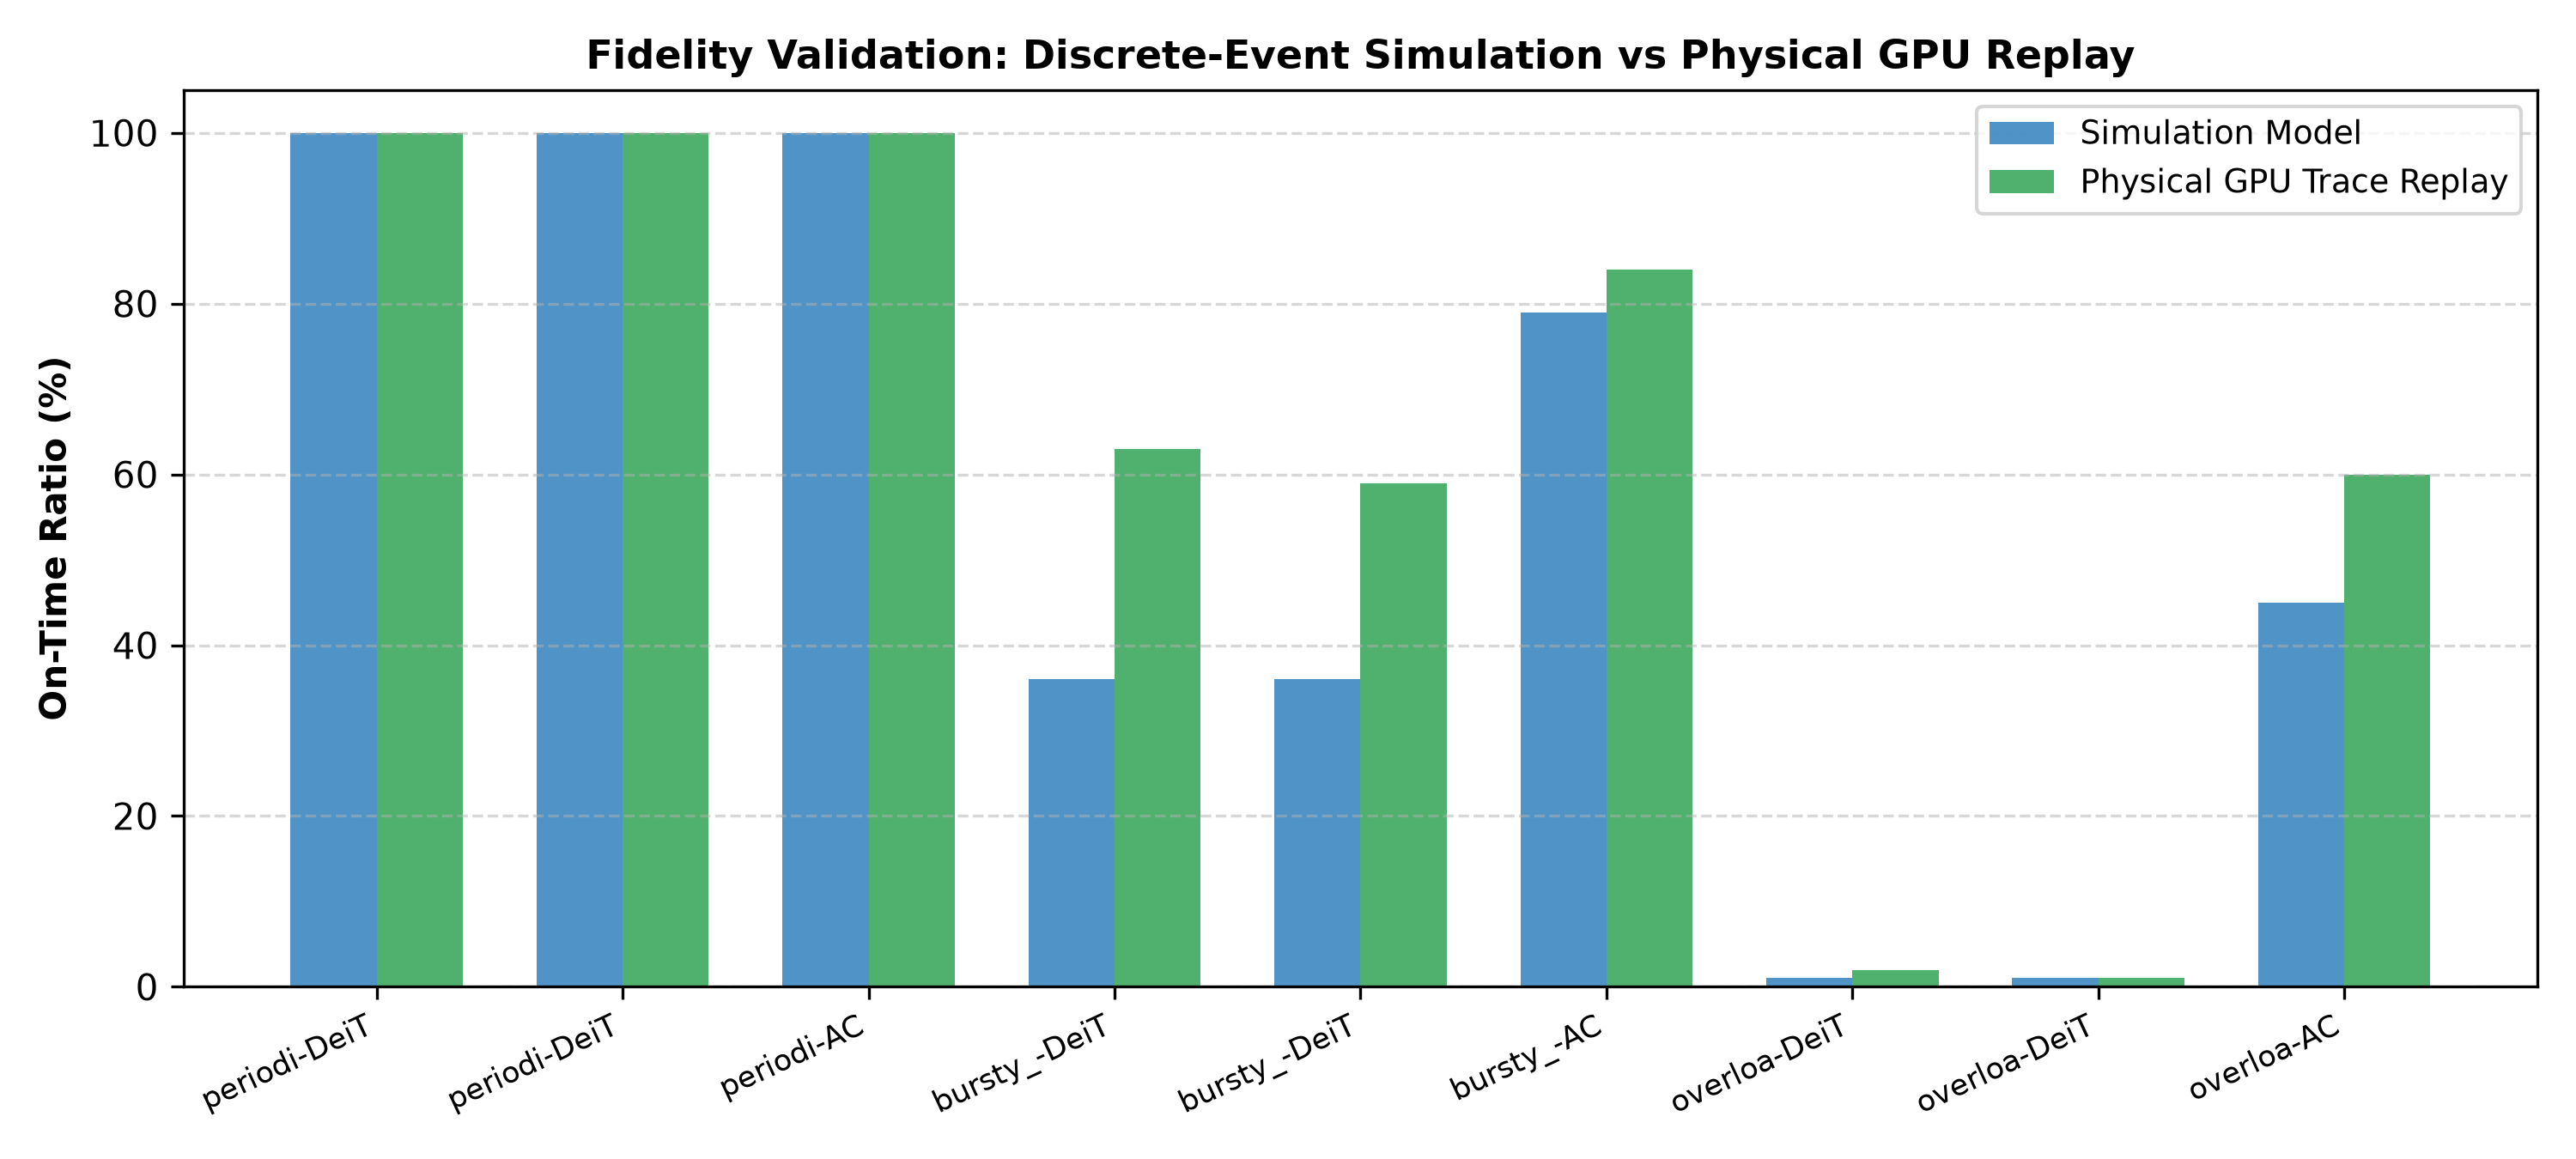 Fidelity Validation: Discrete-Event Simulation vs Physical GPU Replay
Simulation Model
Physical GPU Trace Replay
On-Time Ratio (%)
100
80
60
40
20
0
periodi-DeiT
periodi-DeiT
periodi-AC
bursty_-DeiT
bursty_-DeiT
bursty_-AC
overloa-DeiT
overloa-DeiT
overloa-AC